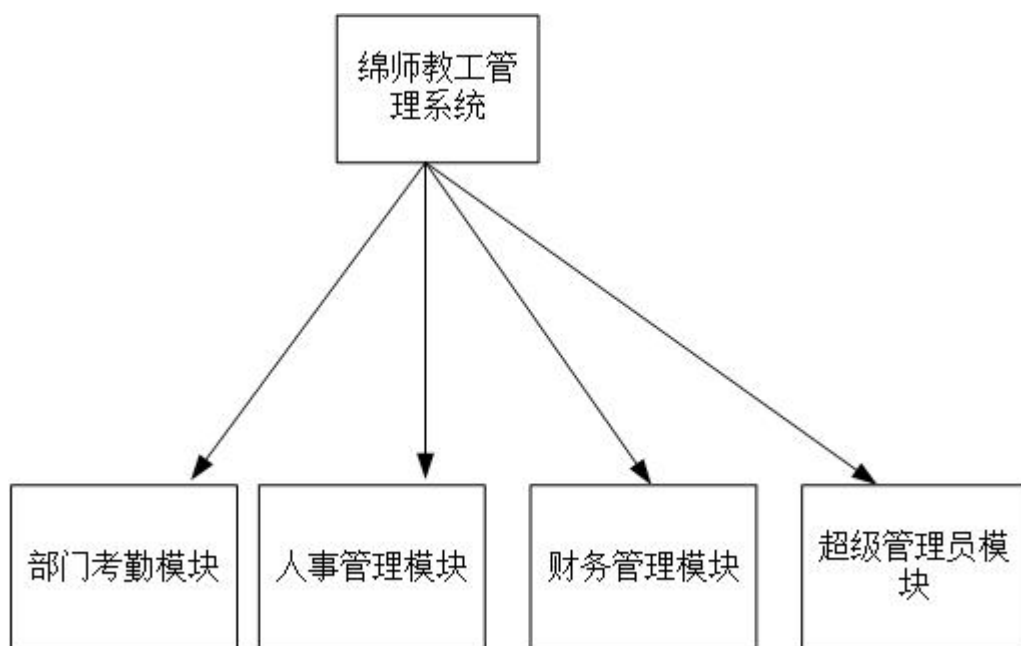 绵师教工管
理系统
部门考勤模块
人事管理模块
财务管理模块
超级管理员模
块